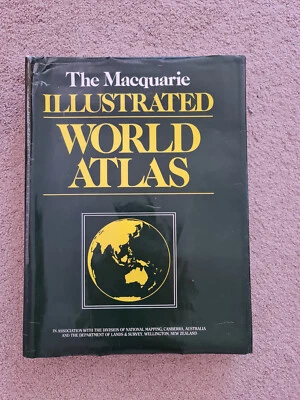 The Macquarie
ILLUSTRATED
WORLD
ATLAS
IN ASSOCIATION WITH THE DIVISION OF NATIONAL MAPPING, CANBERRA, AUSTRALIA
AND THE DEPARTMENT OF LANDS & SURVEY, WELLINGTON, NEW ZEALAND